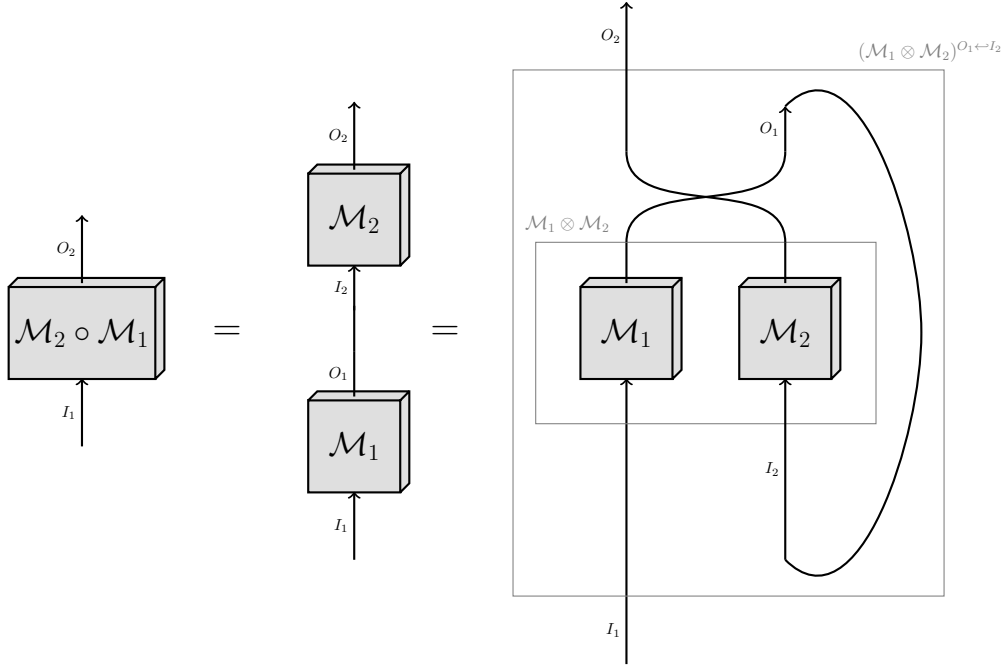 O₂
M₂ ∘ M₁
I₁
=
O₂
M₂
I₂
O₁
M₁
I₁
=
O₂
(M₁ ⊗ M₂)^{O₁↩I₂}
O₁
M₁ ⊗ M₂
M₁
M₂
I₂
I₁